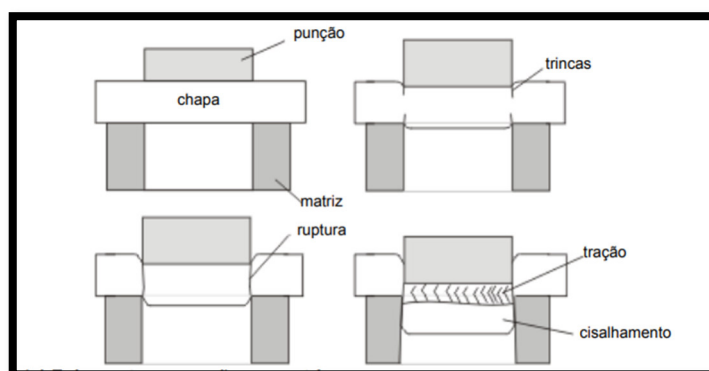 punção
trincas
chapa
matriz
ruptura
tração
cisalhamento